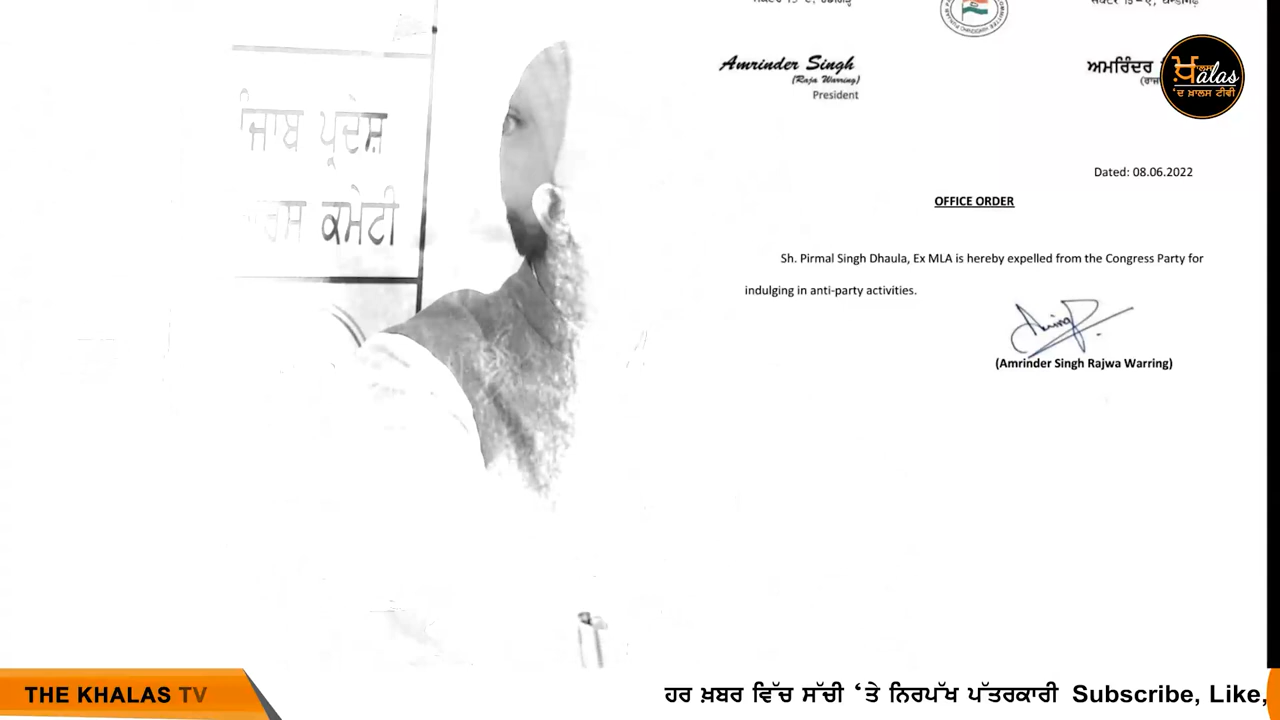 ਪੰਜਾਬ ਪ੍ਰਦੇਸ਼
ਕਮੇਟੀ
Amrinder Singh
(Raja Warring)
President
ਅਮਰਿੰਦਰ
Dated: 08.06.2022
OFFICE ORDER
Sh. Pirmal Singh Dhaula, Ex MLA is hereby expelled from the Congress Party for
indulging in anti-party activities.
(Amrinder Singh Rajwa Warring)
ਖ਼ਾਲਸ
alas
'ਦ ਖ਼ਾਲਸ ਟੀਵੀ
THE KHALAS TV
ਹਰ ਖ਼ਬਰ ਵਿੱਚ ਸੱਚੀ ‘ਤੇ ਨਿਰਪੱਖ ਪੱਤਰਕਾਰੀ Subscribe, Like,